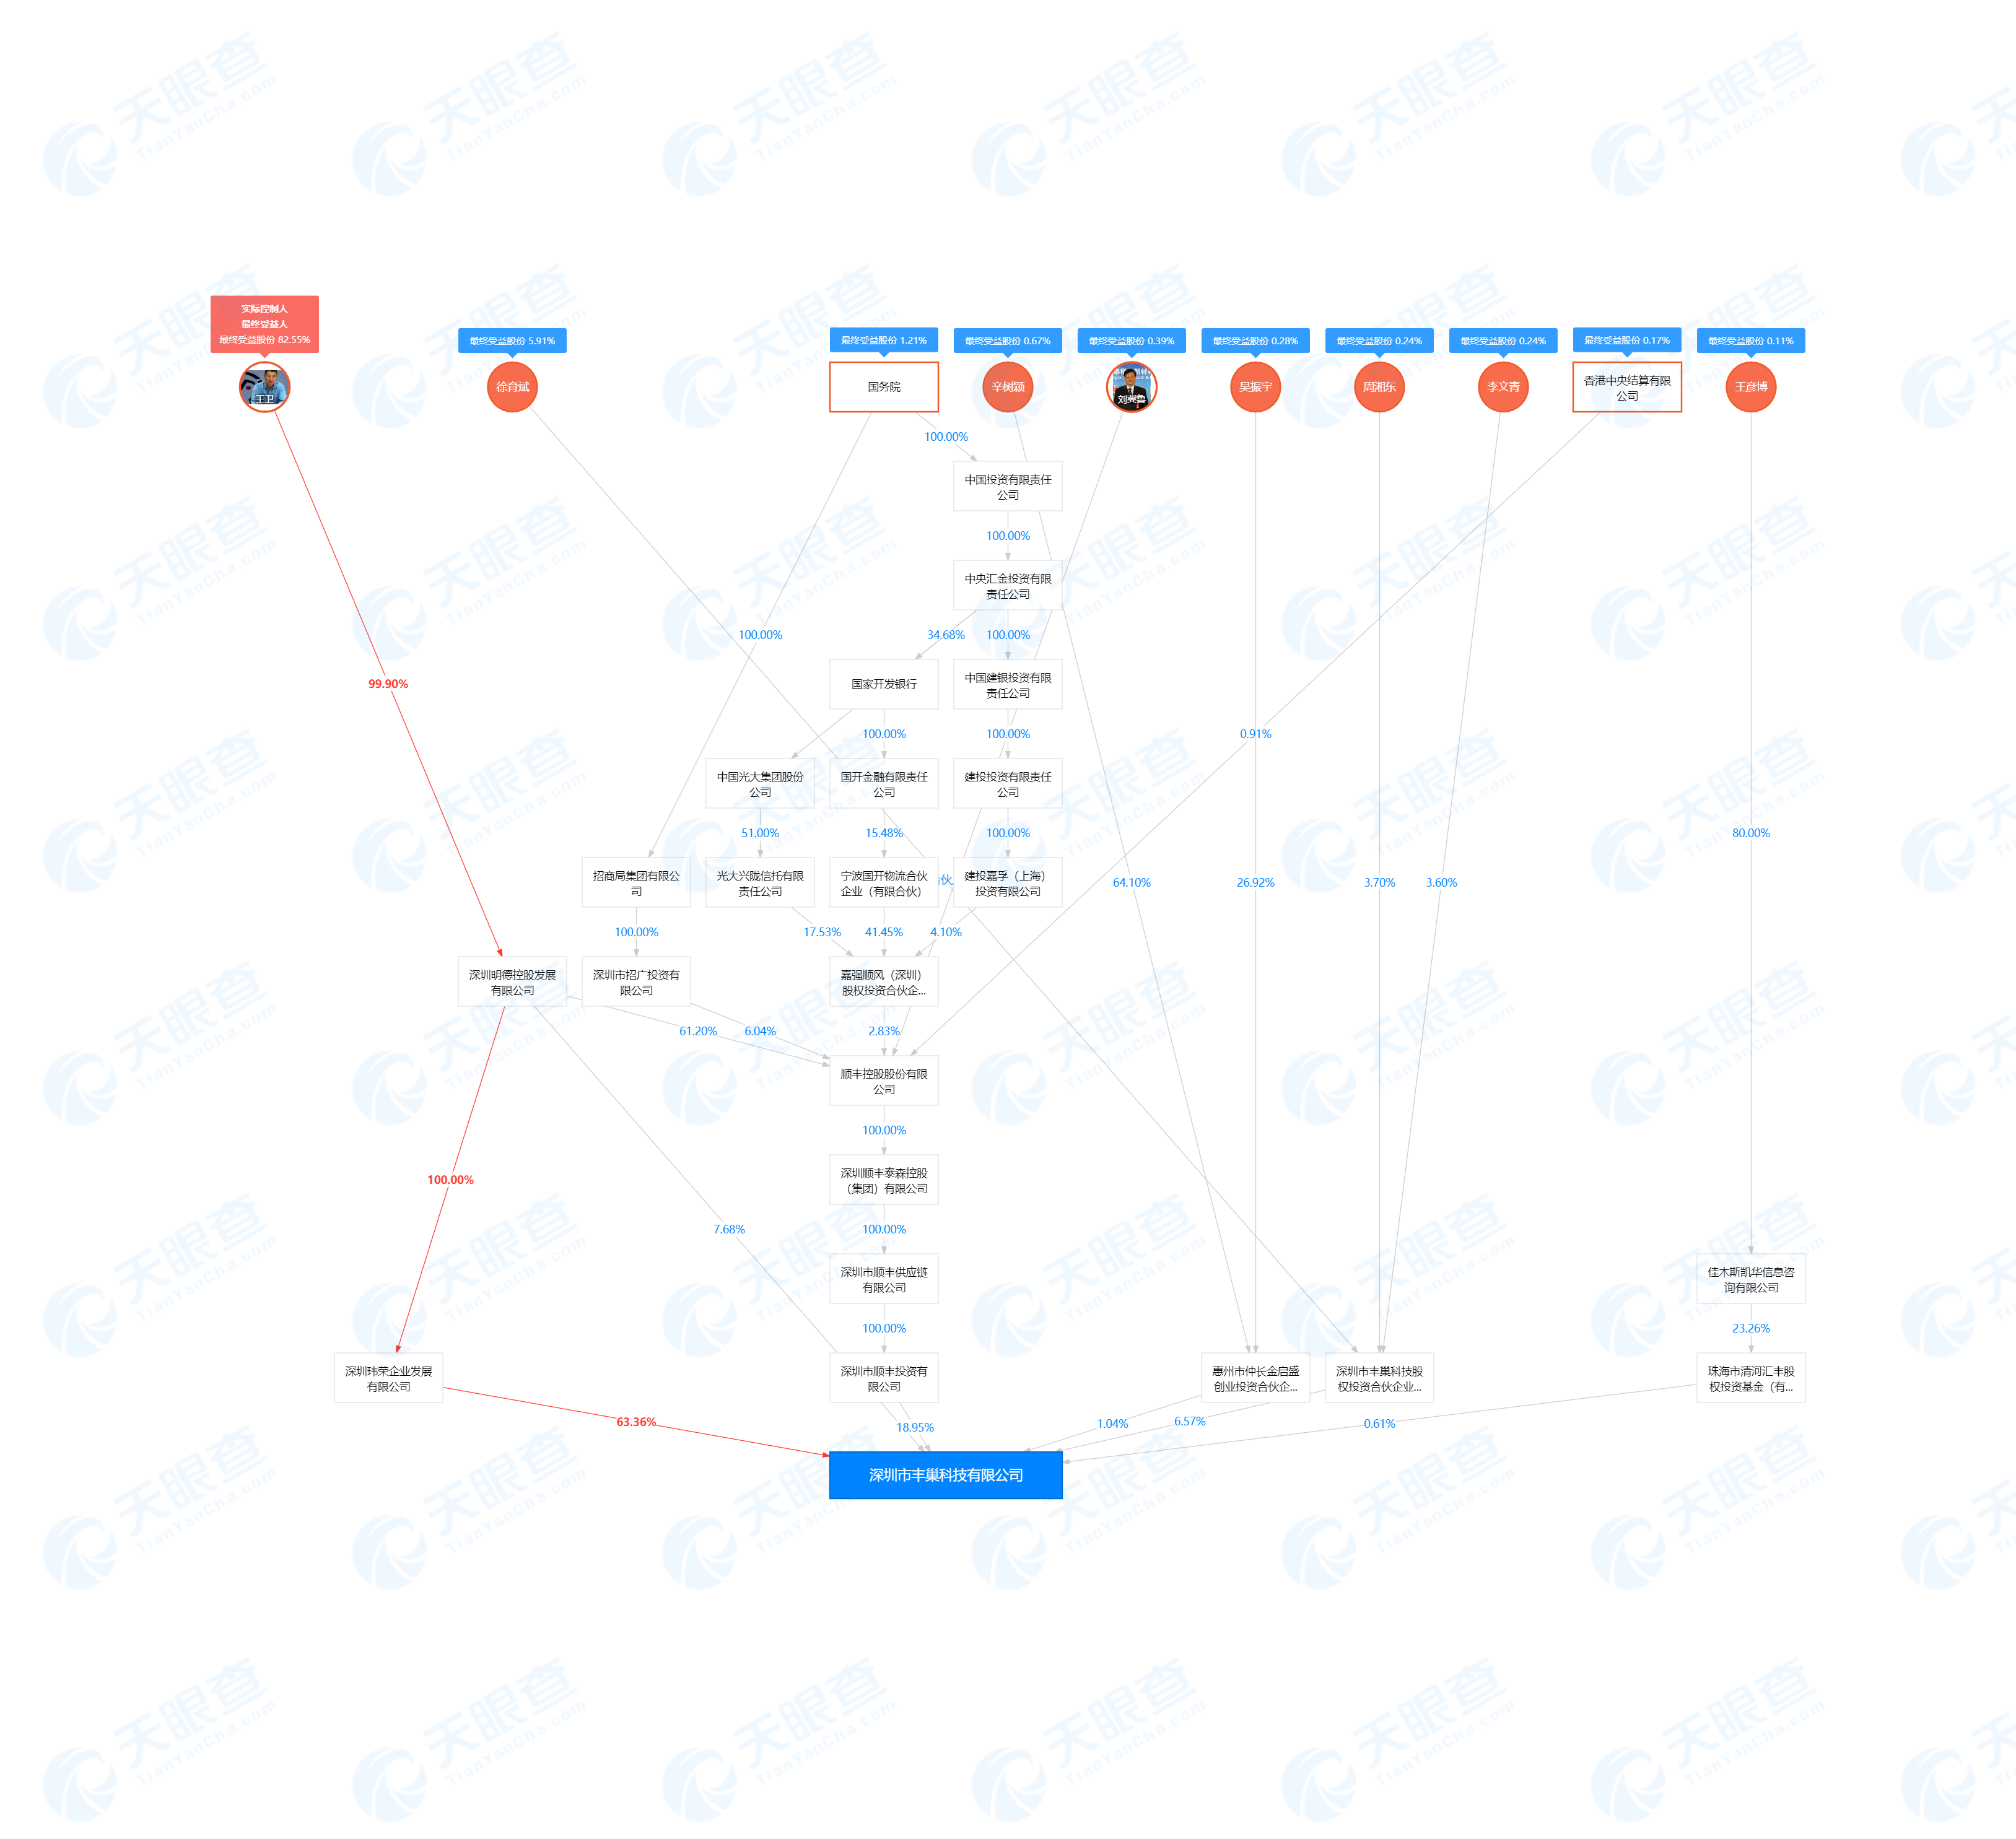 实际控制人
最终受益人
最终受益股份 82.55%
最终受益股份 5.91%
最终受益股份 1.21%
最终受益股份 0.67%
最终受益股份 0.39%
最终受益股份 0.28%
最终受益股份 0.24%
最终受益股份 0.24%
最终受益股份 0.17%
最终受益股份 0.11%
王卫
徐育斌
国务院
辛树颖
刘冀鲁
吴振宇
周湘东
李文青
香港中央结算有限
公司
王彦博
100.00%
中国投资有限责任
公司
100.00%
中央汇金投资有限
责任公司
100.00%
34.68%
100.00%
99.90%
国家开发银行
中国建银投资有限
责任公司
100.00%
100.00%
0.91%
中国光大集团股份
公司
国开金融有限责任
公司
建投投资有限责任
公司
51.00%
15.48%
100.00%
80.00%
招商局集团有限公
司
光大兴陇信托有限
责任公司
宁波国开物流合伙
企业（有限合伙）
建投嘉孚（上海）
投资有限公司
64.10%
26.92%
3.70%
3.60%
100.00%
17.53%
41.45%
4.10%
深圳明德控股发展
有限公司
深圳市招广投资有
限公司
嘉强顺风（深圳）
股权投资合伙企...
61.20%
6.04%
2.83%
顺丰控股股份有限
公司
100.00%
深圳顺丰泰森控股
（集团）有限公司
100.00%
7.68%
100.00%
深圳市顺丰供应链
有限公司
佳木斯凯华信息咨
询有限公司
100.00%
23.26%
深圳玮荣企业发展
有限公司
深圳市顺丰投资有
限公司
惠州市仲长金启盛
创业投资合伙企...
深圳市丰巢科技股
权投资合伙企业...
珠海市清河汇丰股
权投资基金（有...
63.36%
18.95%
1.04%
6.57%
0.61%
深圳市丰巢科技有限公司
天眼查
TianYanCha.com